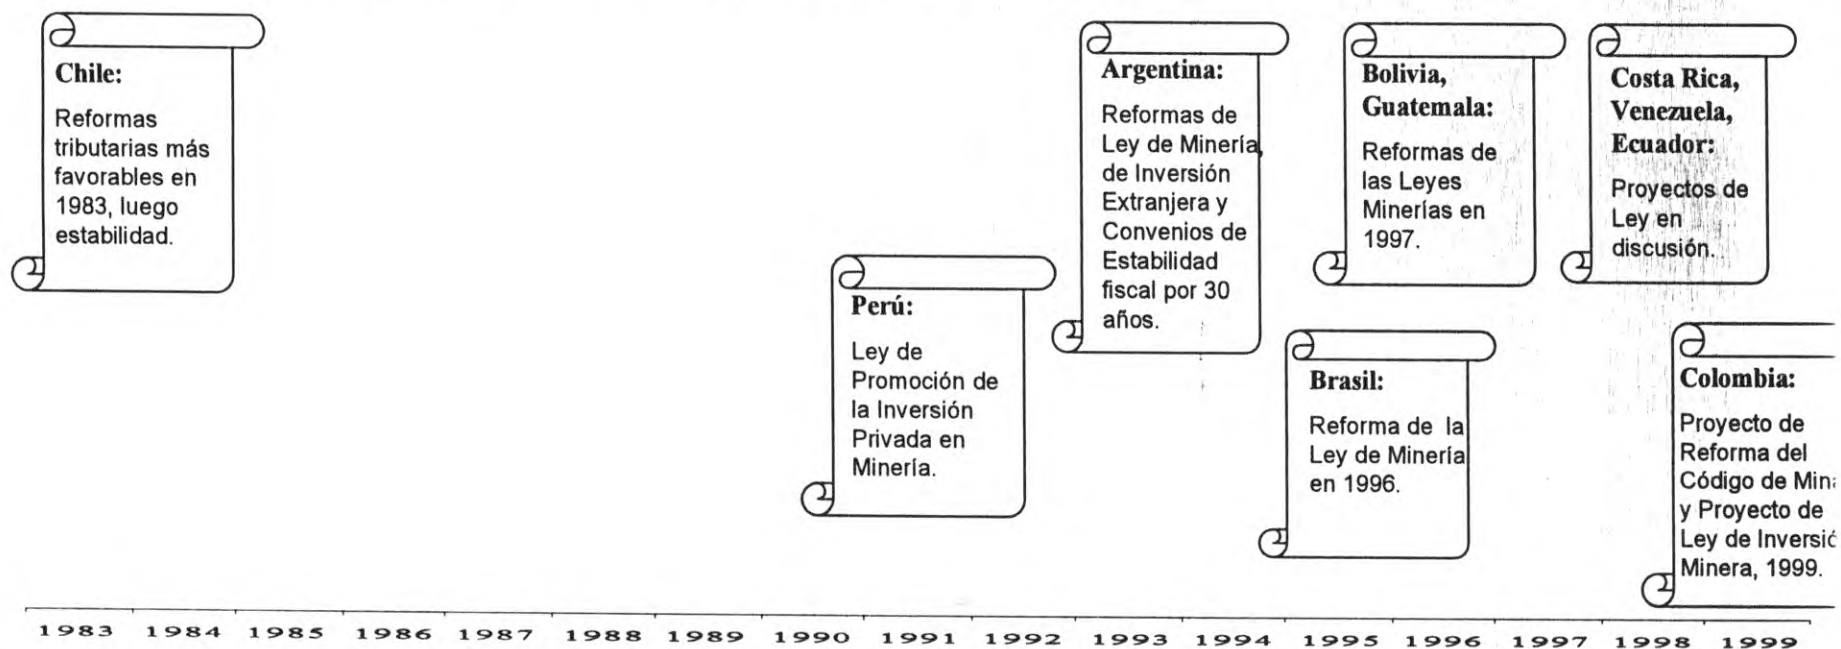 Chile:
Reformas
tributarias más
favorables en
1983, luego
estabilidad.
Perú:
Ley de
Promoción de
la Inversión
Privada en
Minería.
Argentina:
Reformas de
Ley de Minería,
de Inversión
Extranjera y
Convenios de
Estabilidad
fiscal por 30
años.
Bolivia,
Guatemala:
Reformas de
las Leyes
Minerías en
1997.
Brasil:
Reforma de la
Ley de Minería
en 1996.
Costa Rica,
Venezuela,
Ecuador:
Proyectos de
Ley en
discusión.
Colombia:
Proyecto de
Reforma del
Código de
y Proyecto de
Ley de
Minera, 1999.
1983 1984 1985 1986 1987 1988 1989 1990 1991 1992 1993 1994 1995 1996 1997 1998 1999